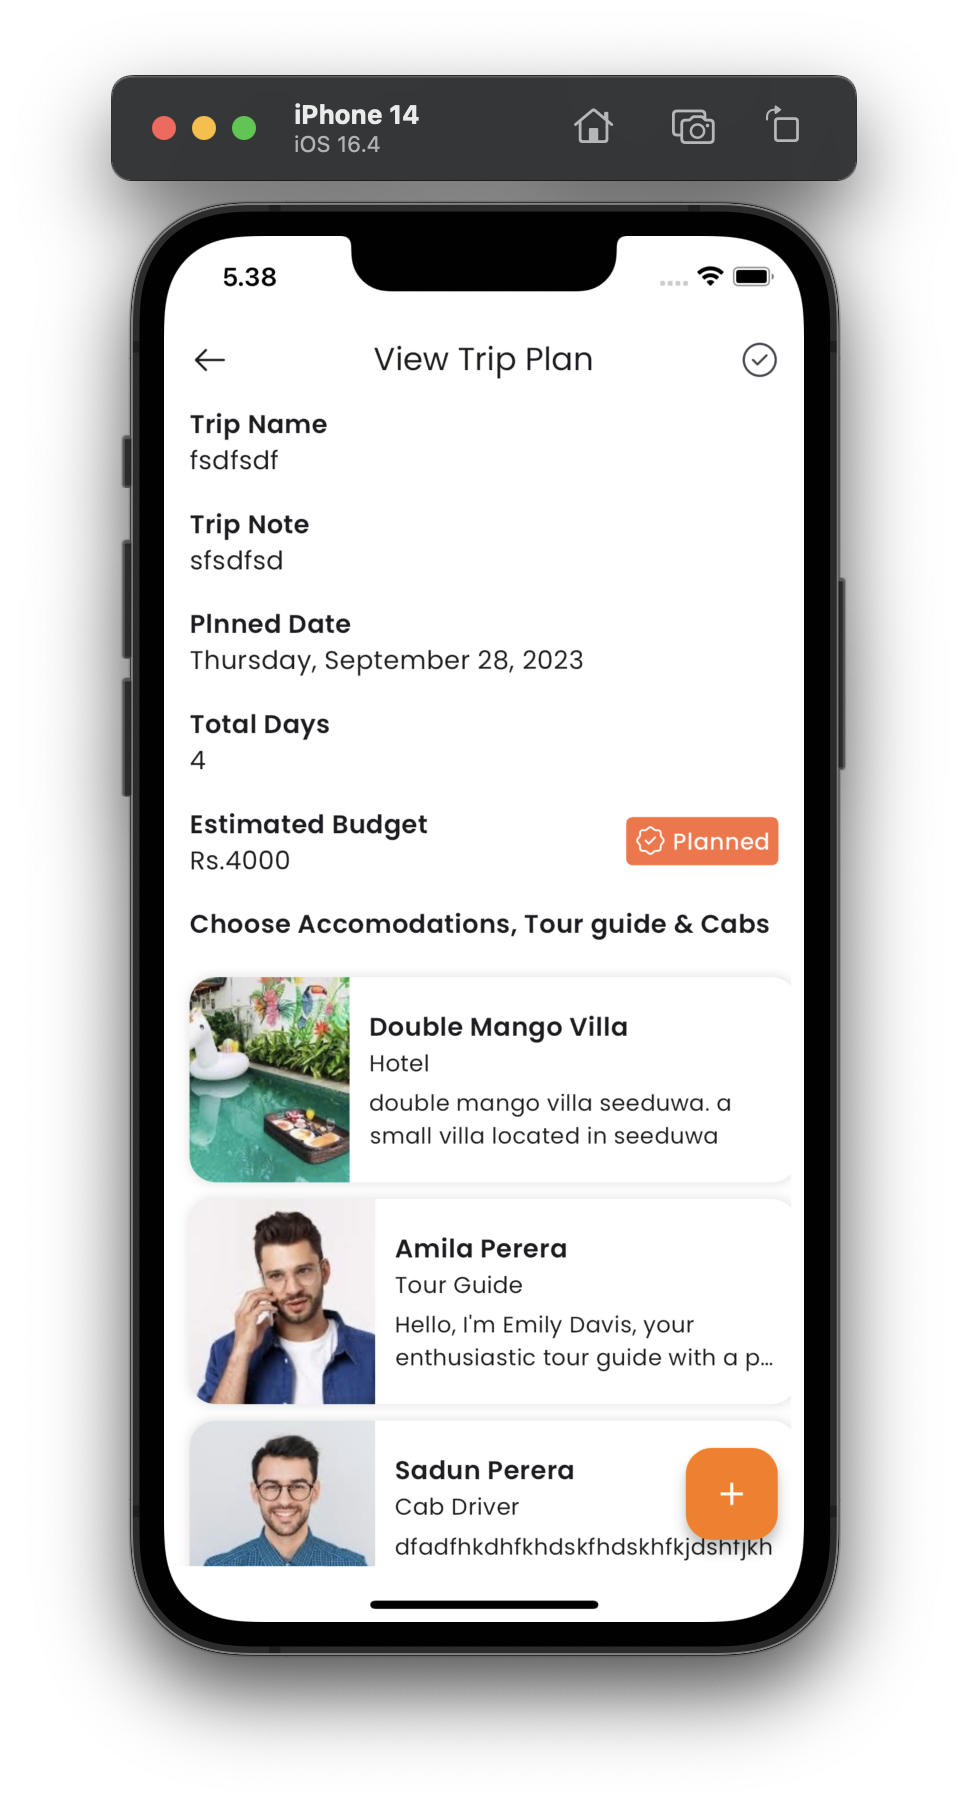 iPhone 14
iOS 16.4
5.38
View Trip Plan
Trip Name
fsdfsdf
Trip Note
sfsdfsd
Plnned Date
Thursday, September 28, 2023
Total Days
4
Estimated Budget
Rs.4000
Planned
Choose Accomodations, Tour guide & Cabs
Double Mango Villa
Hotel
double mango villa seeduwa. a
small villa located in seeduwa
Amila Perera
Tour Guide
Hello, I'm Emily Davis, your
enthusiastic tour guide with a p...
Sadun Perera
Cab Driver
dfadfhkdhfkhdskfhdskhfkjdshfjkh